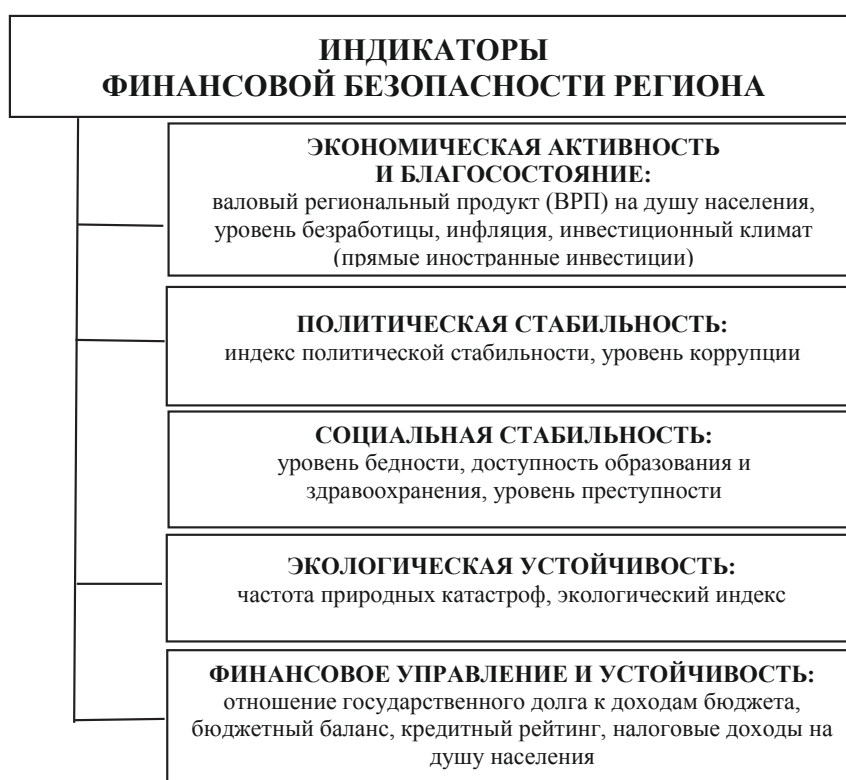 ИНДИКАТОРЫ
ФИНАНСОВОЙ БЕЗОПАСНОСТИ РЕГИОНА
ЭКОНОМИЧЕСКАЯ АКТИВНОСТЬ
И БЛАГОСОСТОЯНИЕ:
валовый региональный продукт (ВРП) на душу населения,
уровень безработицы, инфляция, инвестиционный климат
(прямые иностранные инвестиции)
ПОЛИТИЧЕСКАЯ СТАБИЛЬНОСТЬ:
индекс политической стабильности, уровень коррупции
СОЦИАЛЬНАЯ СТАБИЛЬНОСТЬ:
уровень бедности, доступность образования и
здравоохранения, уровень преступности
ЭКОЛОГИЧЕСКАЯ УСТОЙЧИВОСТЬ:
частота природных катастроф, экологический индекс
ФИНАНСОВОЕ УПРАВЛЕНИЕ И УСТОЙЧИВОСТЬ:
отношение государственного долга к доходам бюджета,
бюджетный баланс, кредитный рейтинг, налоговые доходы на
душу населения